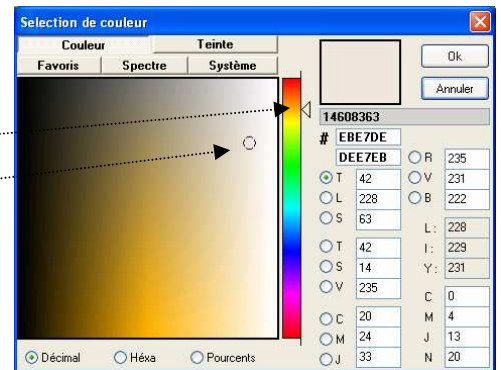 Selection de couleur
Couleur Teinte
Favoris Spectre Système
Ok
Annuler
14608363
# EBE7DE
DEE7EB
T 42 R 235
L 228 V 231
S 63 B 222
L: 228
T 42 I: 229
S 14 Y: 231
V 235
C 0
C 20 M 4
M 24 J 13
J 33 N 20
Décimal Héxa Pourcents